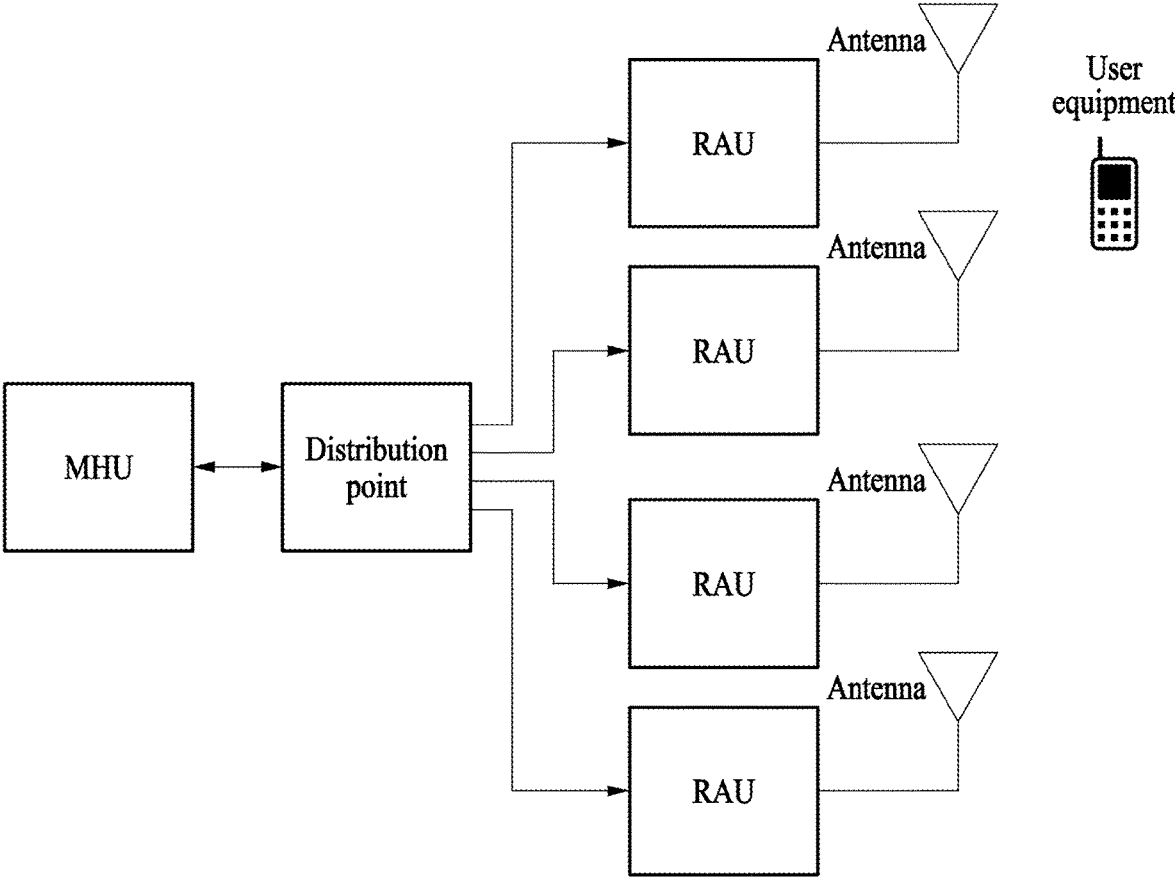 Antenna
User
equipment
RAU
Antenna
RAU
MHU
Distribution
point
Antenna
RAU
Antenna
RAU